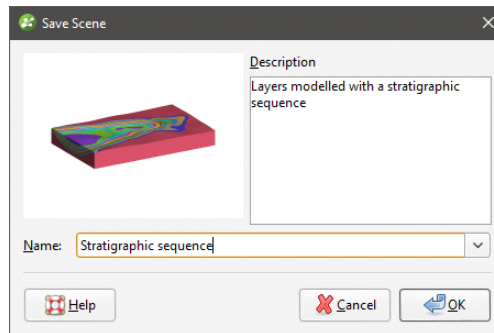 Save Scene
Description
Layers modelled with a stratigraphic
sequence
Name: Stratigraphic sequence
Help
Cancel
OK